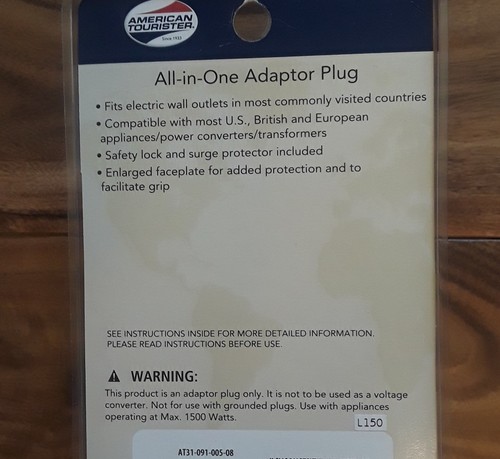 AMERICAN
TOURISTER.
Since 1933
All-in-One Adaptor Plug
• Fits electric wall outlets in most commonly visited countries
• Compatible with most U.S., British and European
appliances/power converters/transformers
• Safety lock and surge protector included
• Enlarged faceplate for added protection and to
facilitate grip
SEE INSTRUCTIONS INSIDE FOR MORE DETAILED INFORMATION.
PLEASE READ INSTRUCTIONS BEFORE USE.
WARNING:
This product is an adaptor plug only. It is not to be used as a voltage
converter. Not for use with grounded plugs. Use with appliances
operating at Max. 1500 Watts.
L150
AT31-091-005-08